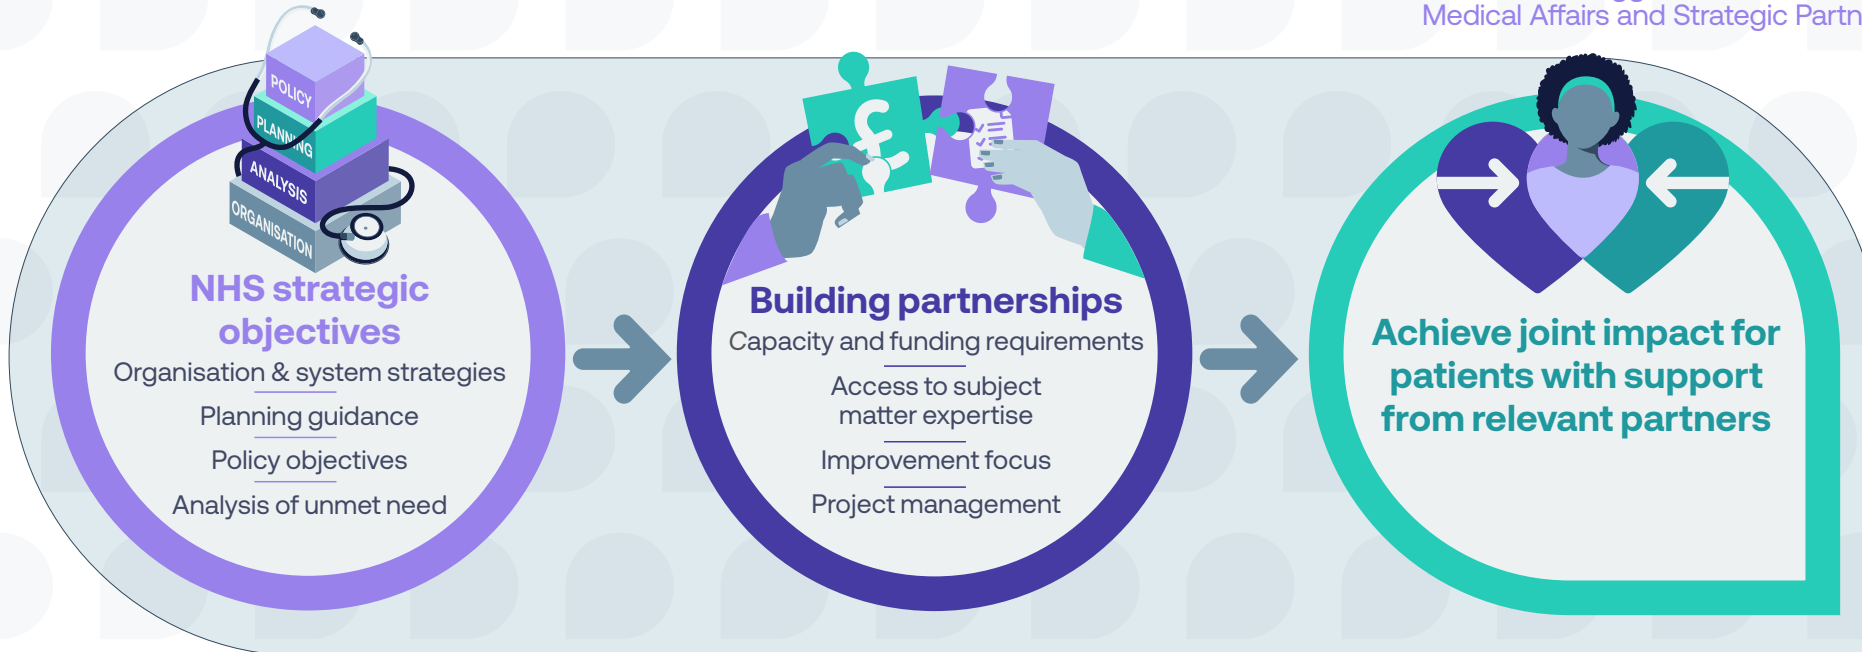 Medical Affairs and Strategic
POLICY
PLANNING
ANALYSIS
ORGANISATION
NHS strategic
objectives
Organisation & system strategies
Planning guidance
Policy objectives
Analysis of unmet need
£
Building partnerships
Capacity and funding requirements
Access to subject
matter expertise
Improvement focus
Project management
Achieve joint impact for
patients with support
from relevant partners